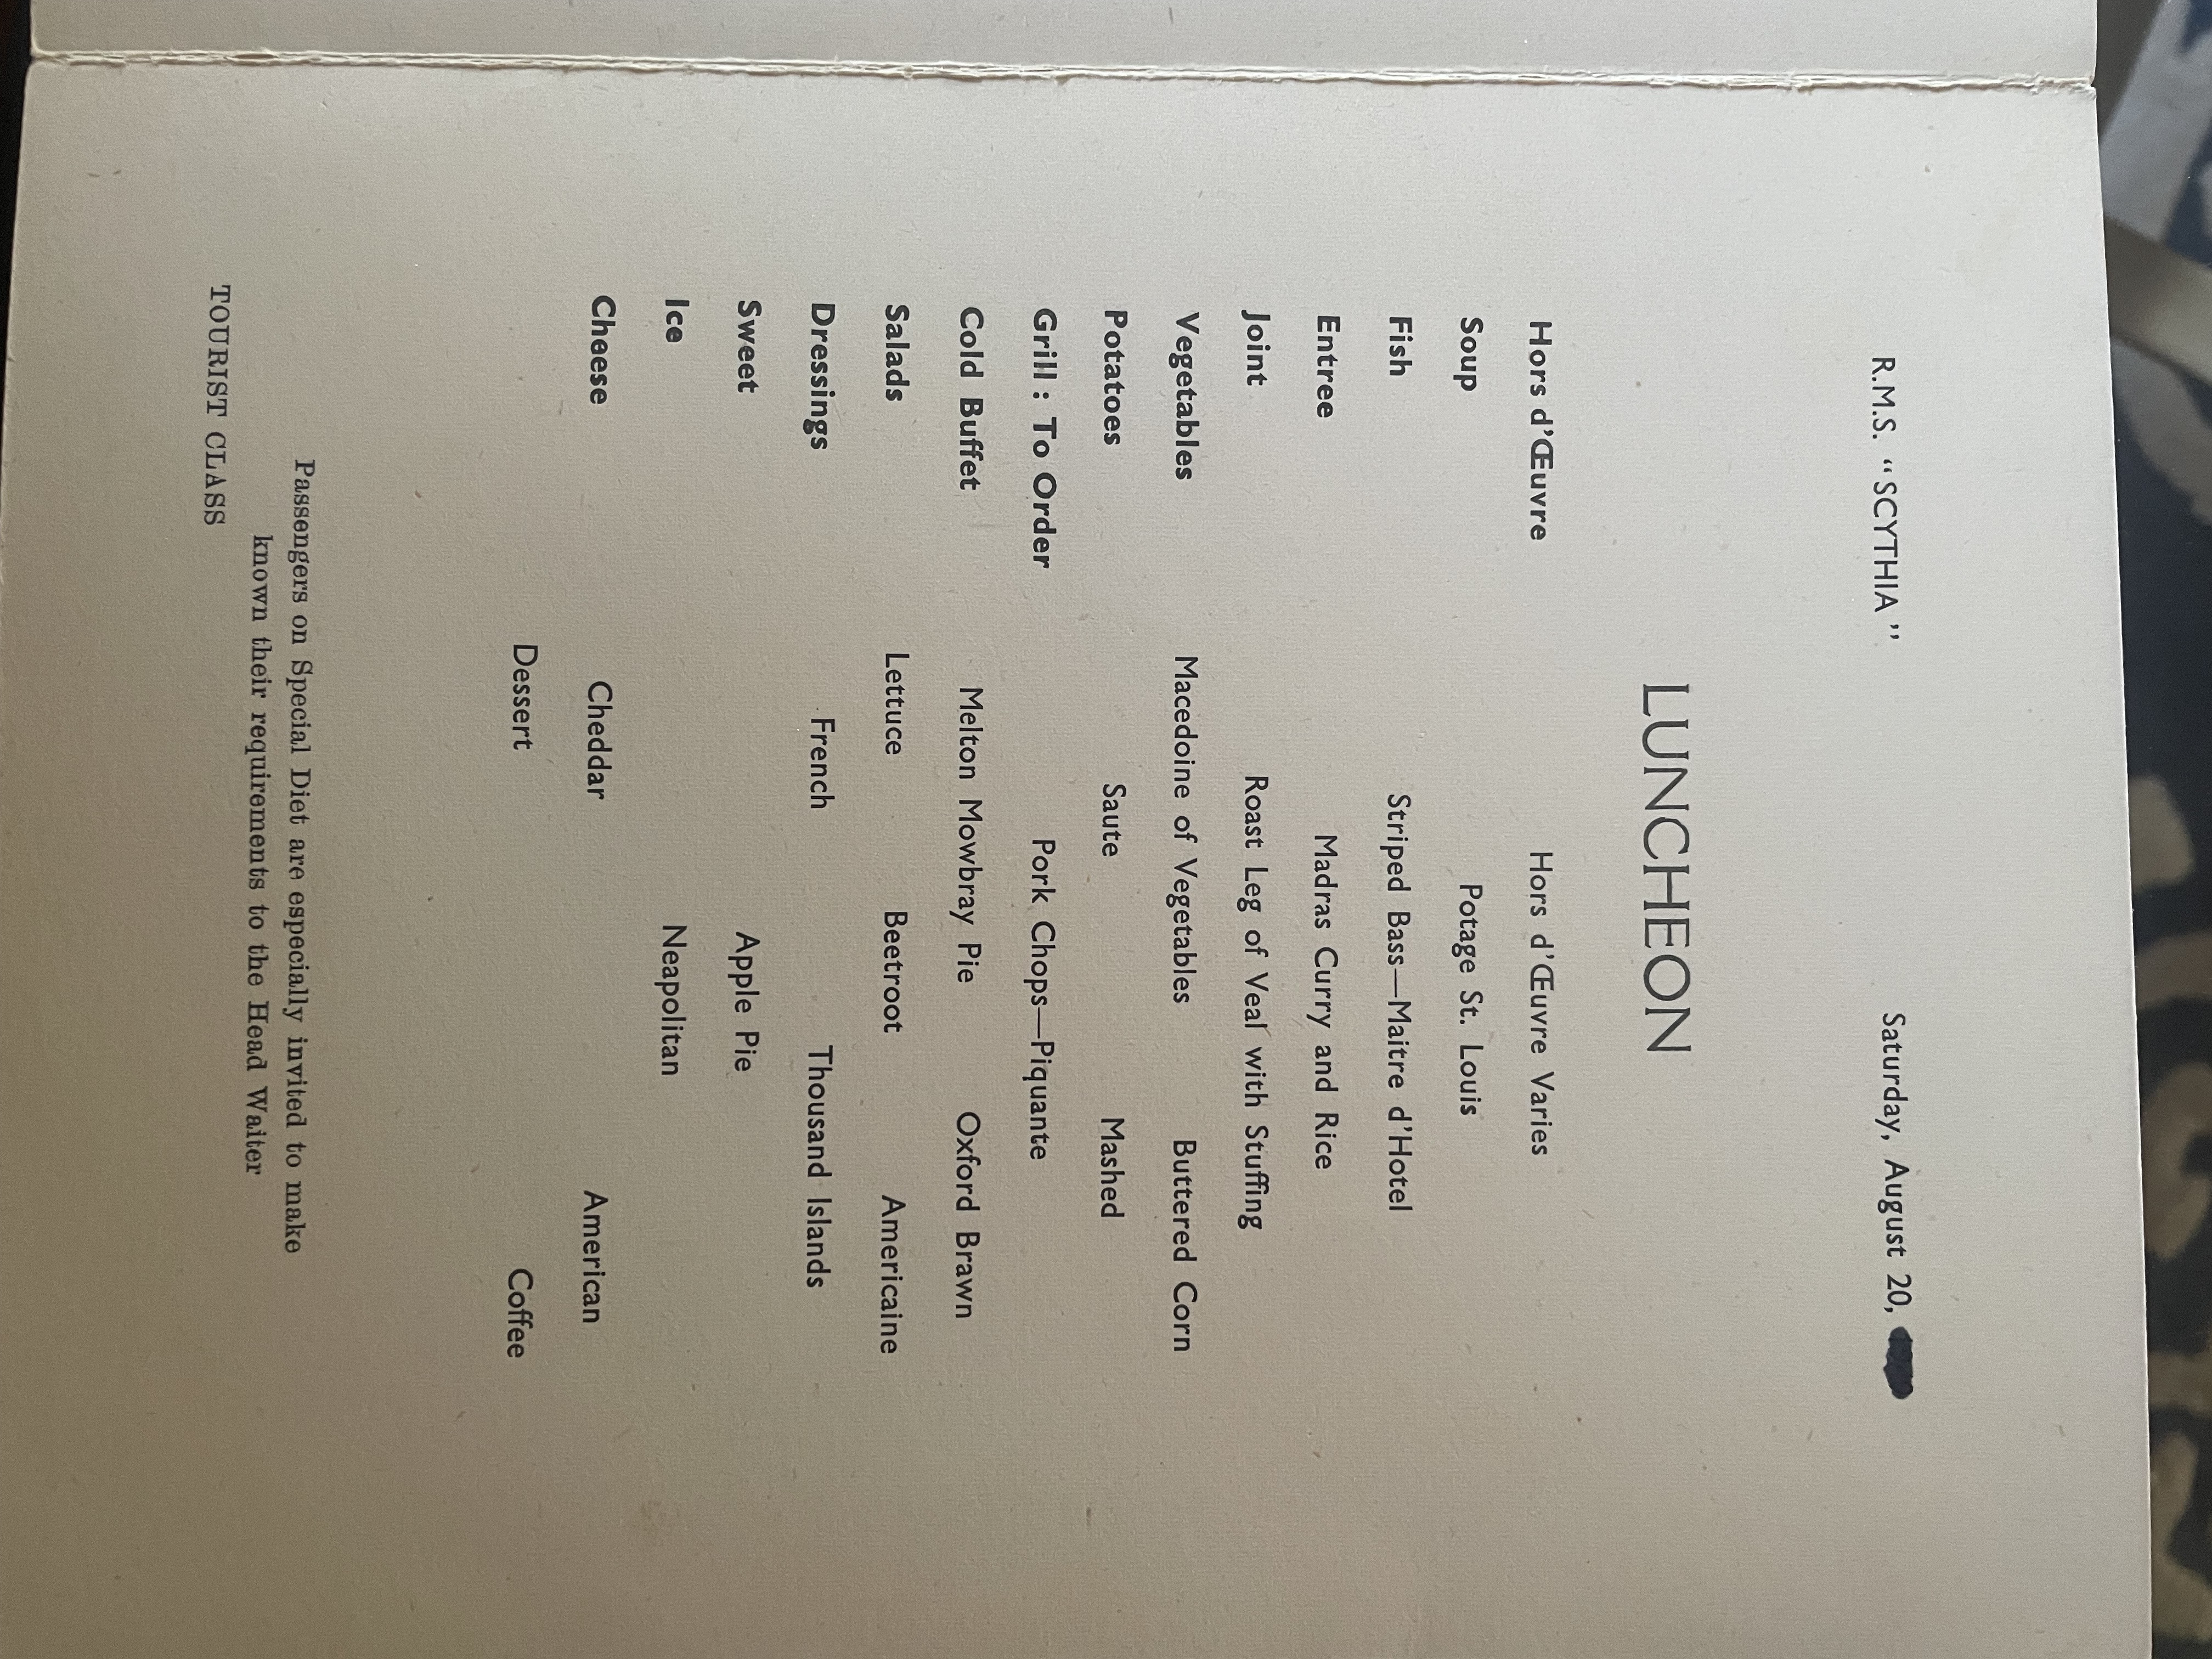 R.M.S. “SCYTHIA” Saturday, August 20,
LUNCHEON
Hors d’Œuvre Hors d’Œuvre Varies
Soup Potage St. Louis
Fish Striped Bass—Maitre d’Hotel
Entree Madras Curry and Rice
Joint Roast Leg of Veal with Stuffing
Vegetables Macedoine of Vegetables Buttered Corn
Potatoes Saute Mashed
Grill : To Order Pork Chops—Piquante
Cold Buffet Melton Mowbray Pie Oxford Brawn
Salads Lettuce Beetroot Americaine
Dressings French Thousand Islands
Sweet Apple Pie
Ice Neapolitan
Cheese Cheddar American
Dessert Coffee
Passengers on Special Diet are especially invited to make
known their requirements to the Head Waiter
TOURIST CLASS